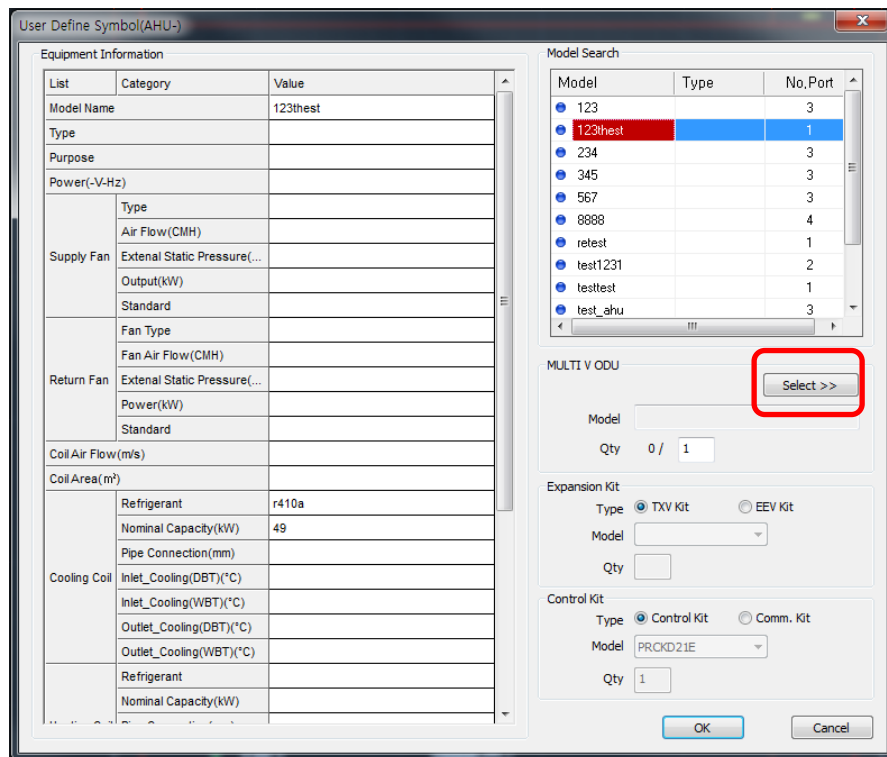 User Define Symbol(AHU-)
Equipment Information
List Category Value
Model Name 123thest
Type
Purpose
Power(-V-Hz)
Supply Fan
Type
Air Flow(CMH)
Extenal Static Pressure(...
Output(kW)
Standard
Return Fan
Fan Type
Fan Air Flow(CMH)
Extenal Static Pressure(...
Power(kW)
Standard
Coil Air Flow(m/s)
Coil Area(m²)
Cooling Coil
Refrigerant r410a
Nominal Capacity(kW) 49
Pipe Connection(mm)
Inlet_Cooling(DBT)(°C)
Inlet_Cooling(WBT)(°C)
Outlet_Cooling(DBT)(°C)
Outlet_Cooling(WBT)(°C)
Refrigerant
Nominal Capacity(kW)
Model Search
Model Type No,Port
123 3
123thest 1
234 3
345 3
567 3
8888 4
retest 1
test1231 2
testtest 1
test_ahu 3
MULTI V ODU
Select >>
Model
Qty 0 / 1
Expansion Kit
Type TXV Kit EEV Kit
Model
Qty
Control Kit
Type Control Kit Comm. Kit
Model PRCKD21E
Qty 1
OK Cancel